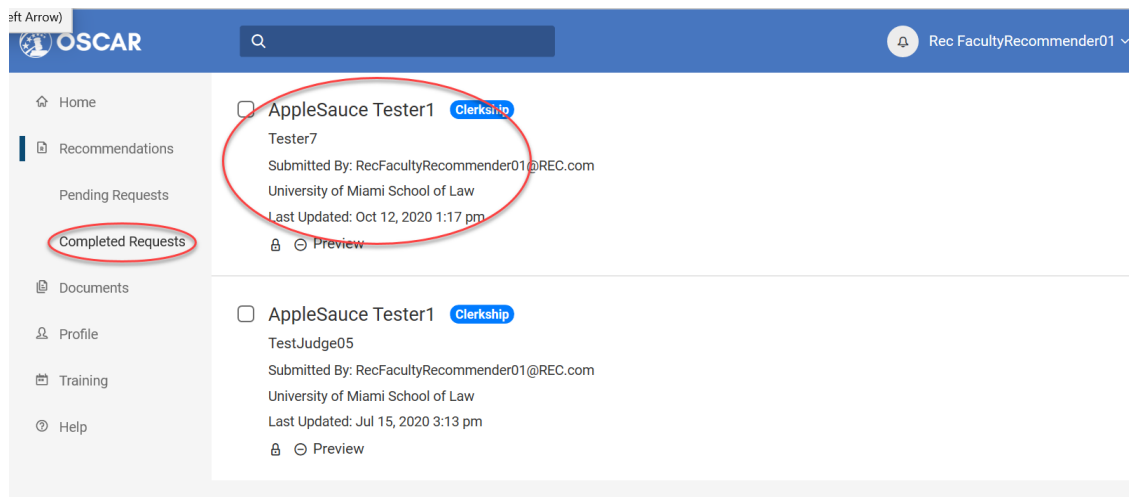 eft Arrow)
OSCAR
Rec FacultyRecommender01
Home
Recommendations
Pending Requests
Completed Requests
Documents
Profile
Training
Help
AppleSauce Tester1 Clerkship
Tester7
Submitted By: RecFacultyRecommender01@REC.com
University of Miami School of Law
Last Updated: Oct 12, 2020 1:17 pm
Preview
AppleSauce Tester1 Clerkship
TestJudge05
Submitted By: RecFacultyRecommender01@REC.com
University of Miami School of Law
Last Updated: Jul 15, 2020 3:13 pm
Preview